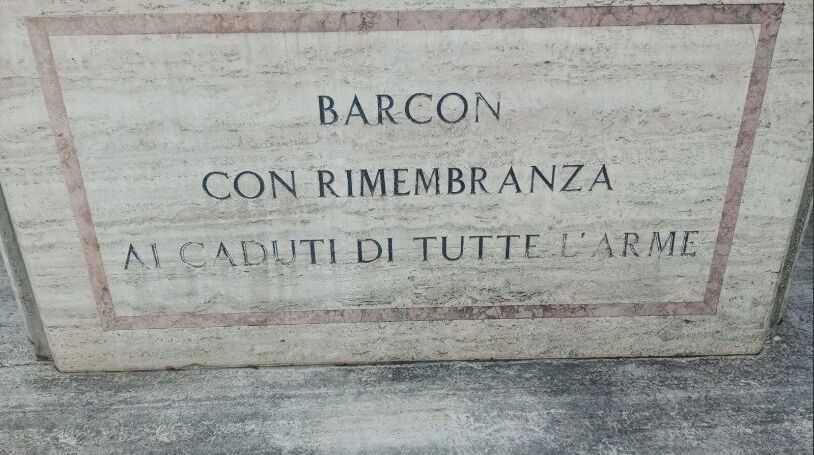 BARCON
CON RIMEMBRANZA
AI CADUTI DI TUTTE L'ARME